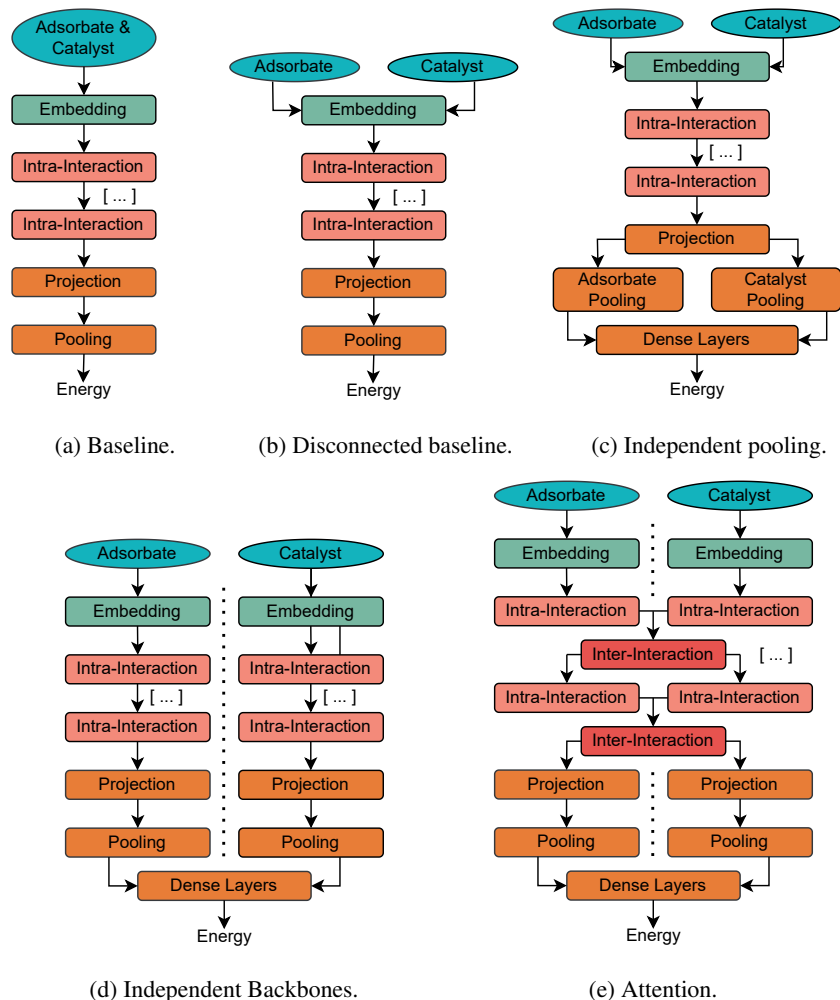 Adsorbate &
Catalyst
Embedding
Intra-Interaction
[ ... ]
Intra-Interaction
Projection
Pooling
Energy
(a) Baseline.
Adsorbate
Catalyst
Embedding
Intra-Interaction
[ ... ]
Intra-Interaction
Projection
Pooling
Energy
(b) Disconnected baseline.
Adsorbate
Catalyst
Embedding
Intra-Interaction
[ ... ]
Intra-Interaction
Projection
Adsorbate
Pooling
Catalyst
Pooling
Dense Layers
Energy
(c) Independent pooling.
Adsorbate
Catalyst
Embedding
Embedding
Intra-Interaction
Intra-Interaction
[ ... ]
[ ... ]
Intra-Interaction
Intra-Interaction
Projection
Projection
Pooling
Pooling
Dense Layers
Energy
(d) Independent Backbones.
Adsorbate
Catalyst
Embedding
Embedding
Intra-Interaction
Intra-Interaction
Inter-Interaction
[ ... ]
Intra-Interaction
Intra-Interaction
Inter-Interaction
Projection
Projection
Pooling
Pooling
Dense Layers
Energy
(e) Attention.